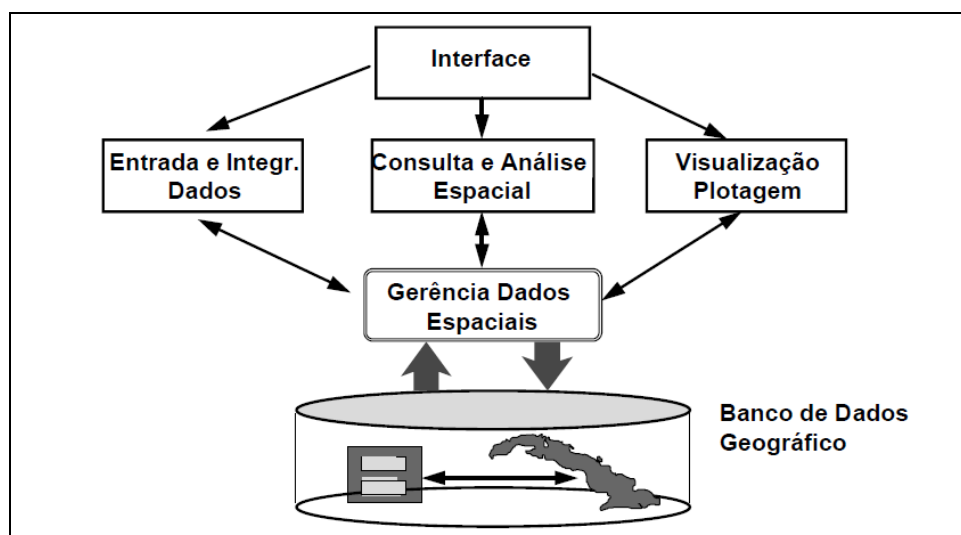 Interface
Entrada e Integr.
Dados
Consulta e Análise
Espacial
Visualização
Plotagem
Gerência Dados
Espaciais
Banco de Dados
Geográfico